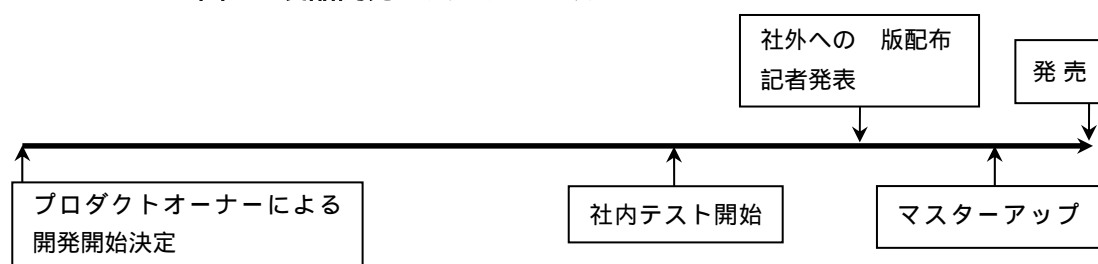 社外への　版配布
記者発表
発売
プロダクトオーナーによる
開発開始決定
社内テスト開始
マスターアップ